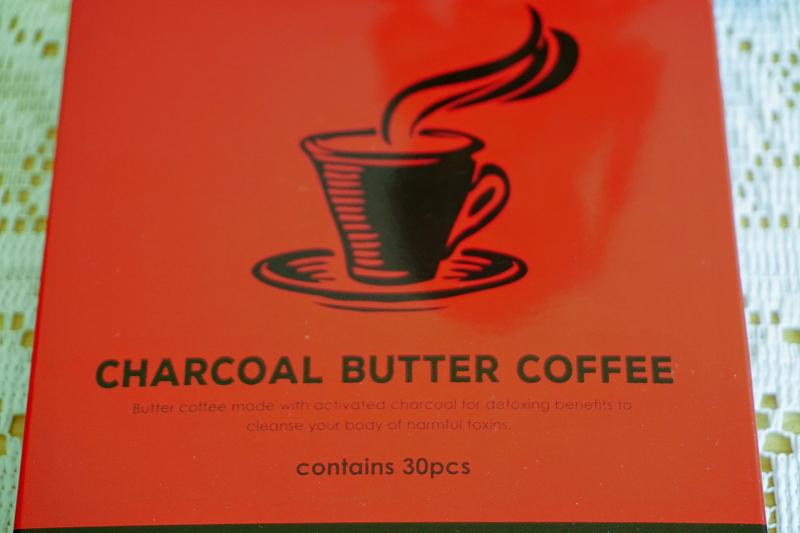 CHARCOAL BUTTER COFFEE
Butter coffee made with activated charcoal for detoxing benefits to
cleanse your body of harmful toxins.
contains 30pcs